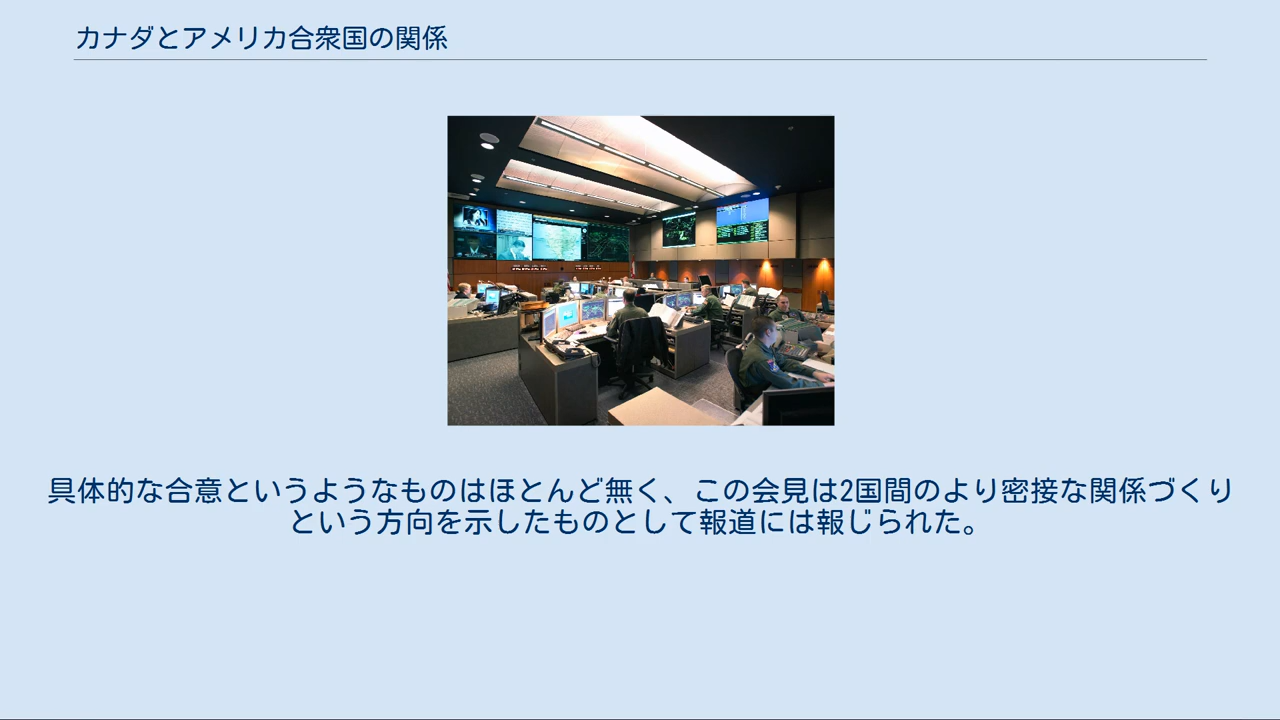 カナダとアメリカ合衆国の関係
具体的な合意というようなものはほとんど無く、この会見は2国間のより密接な関係づくり
という方向を示したものとして報道には報じられた。